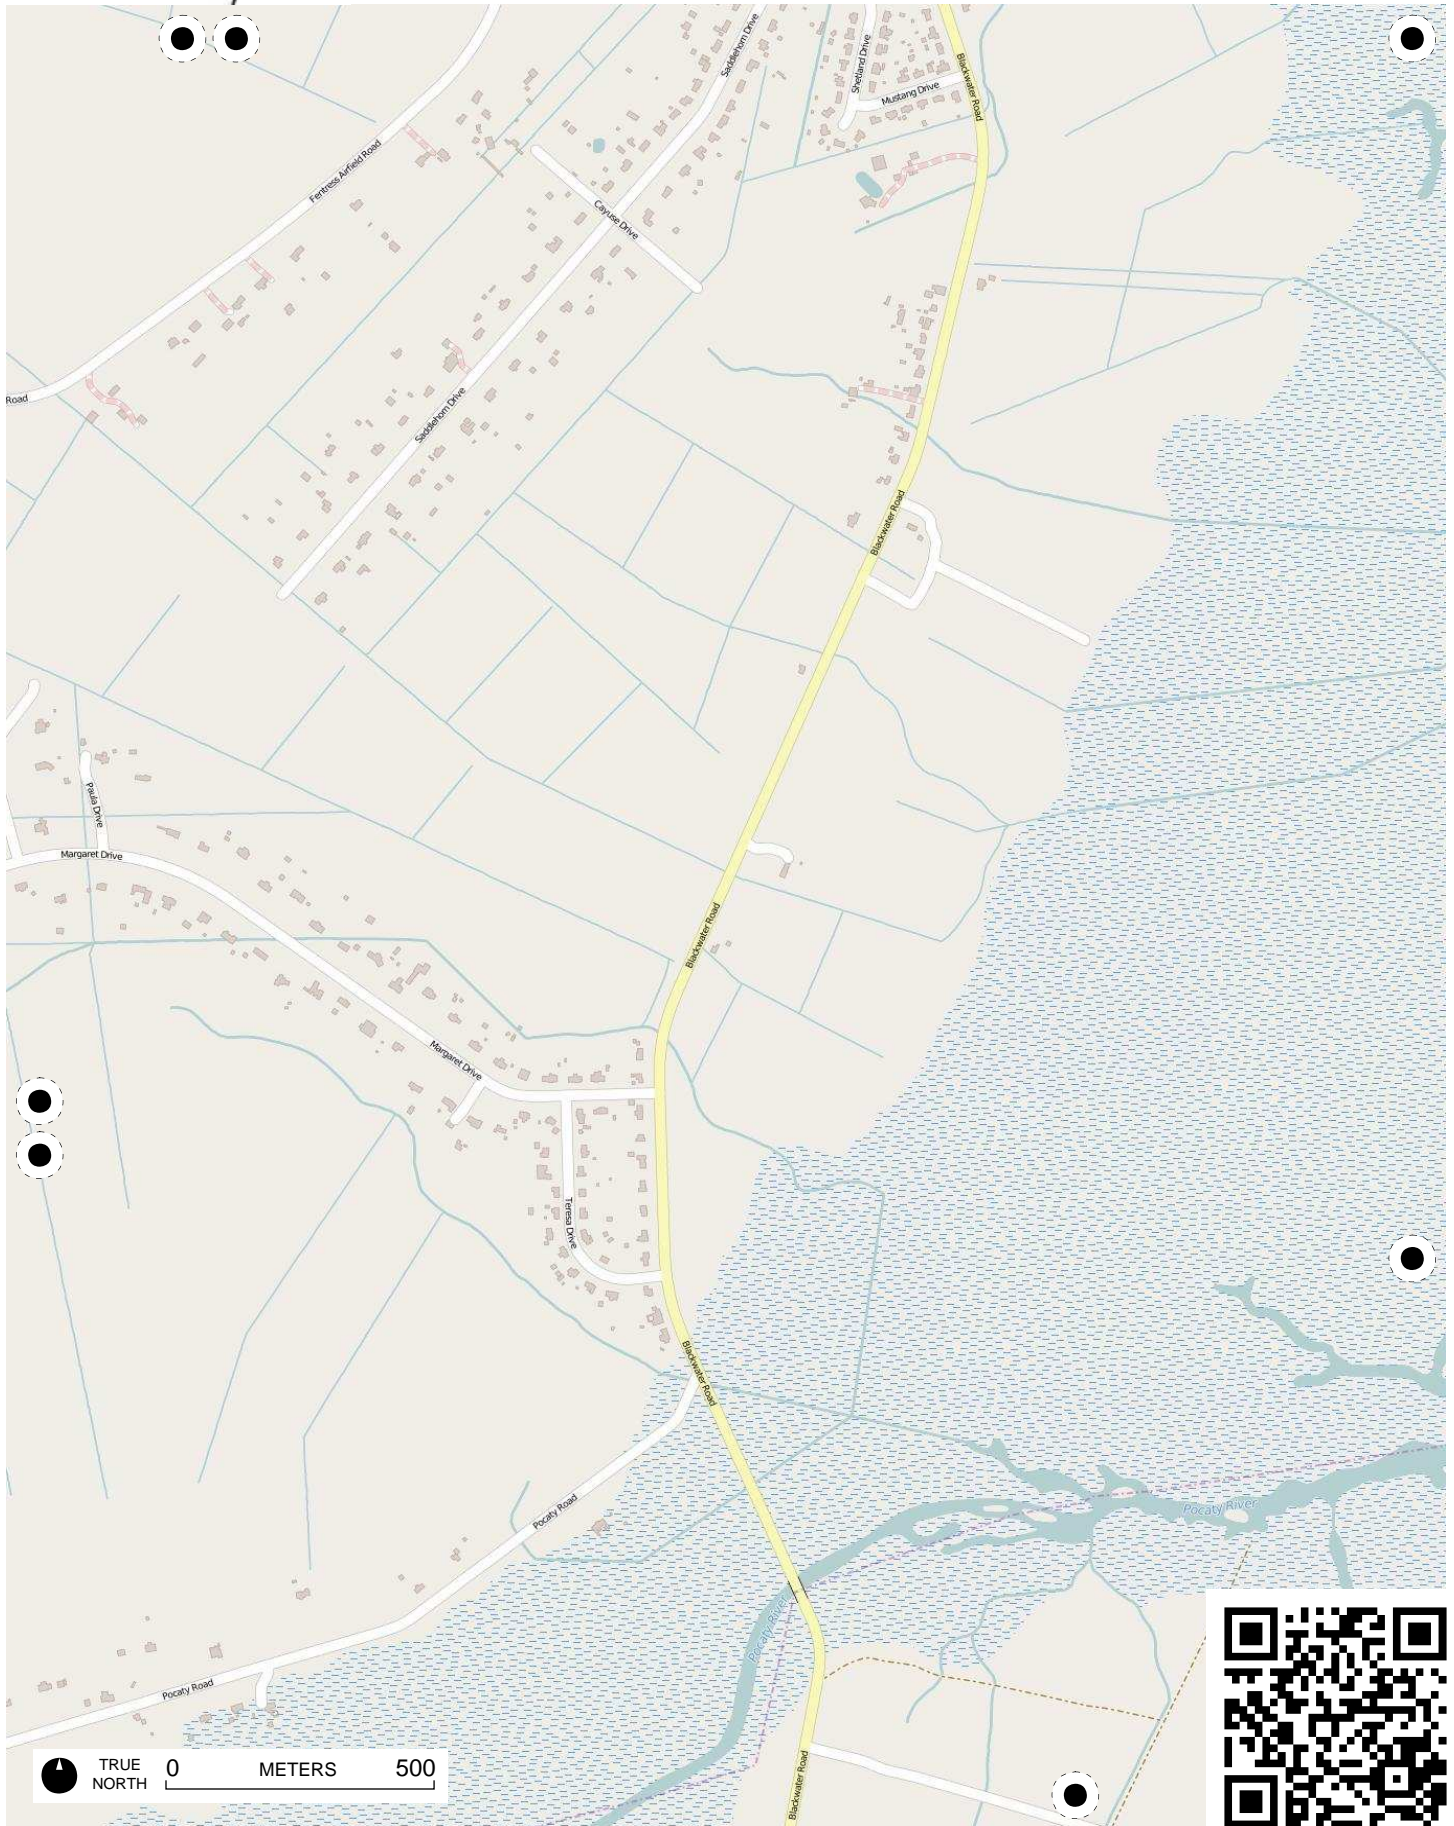 Saddlehorn Drive
Shetland Drive
Mustang Drive
Blackwater Road
Fentress Airfield Road
Cayuse Drive
Road
Saddlehorn Drive
Blackwater Road
Paula Drive
Margaret Drive
Blackwater Road
Margaret Drive
Teresa Drive
Blackwater Road
Pocaty Road
Pocaty River
Pocaty River
Pocaty Road
Blackwater Road
TRUE
NORTH
0 METERS 500